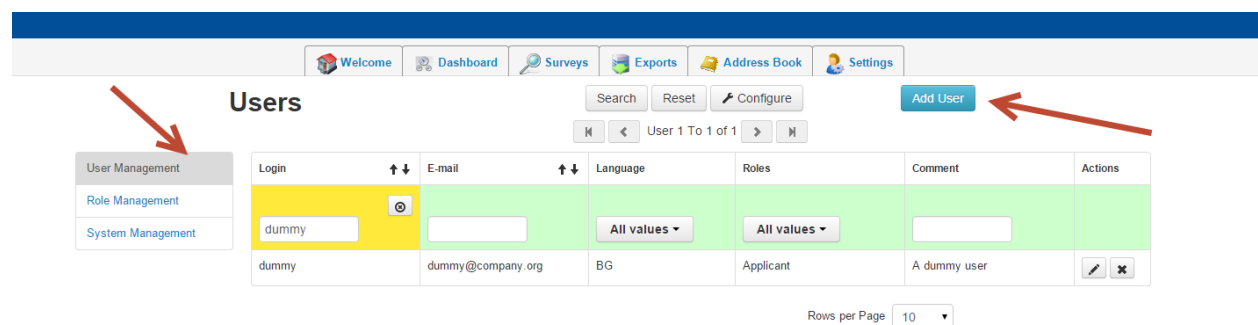 Welcome Dashboard Surveys Exports Address Book Settings
Users Search Reset Configure Add User
User 1 To 1 of 1
User Management
Role Management
System Management
Login E-mail Language Roles Comment Actions
dummy All values All values
dummy dummy@company.org BG Applicant A dummy user
Rows per Page 10